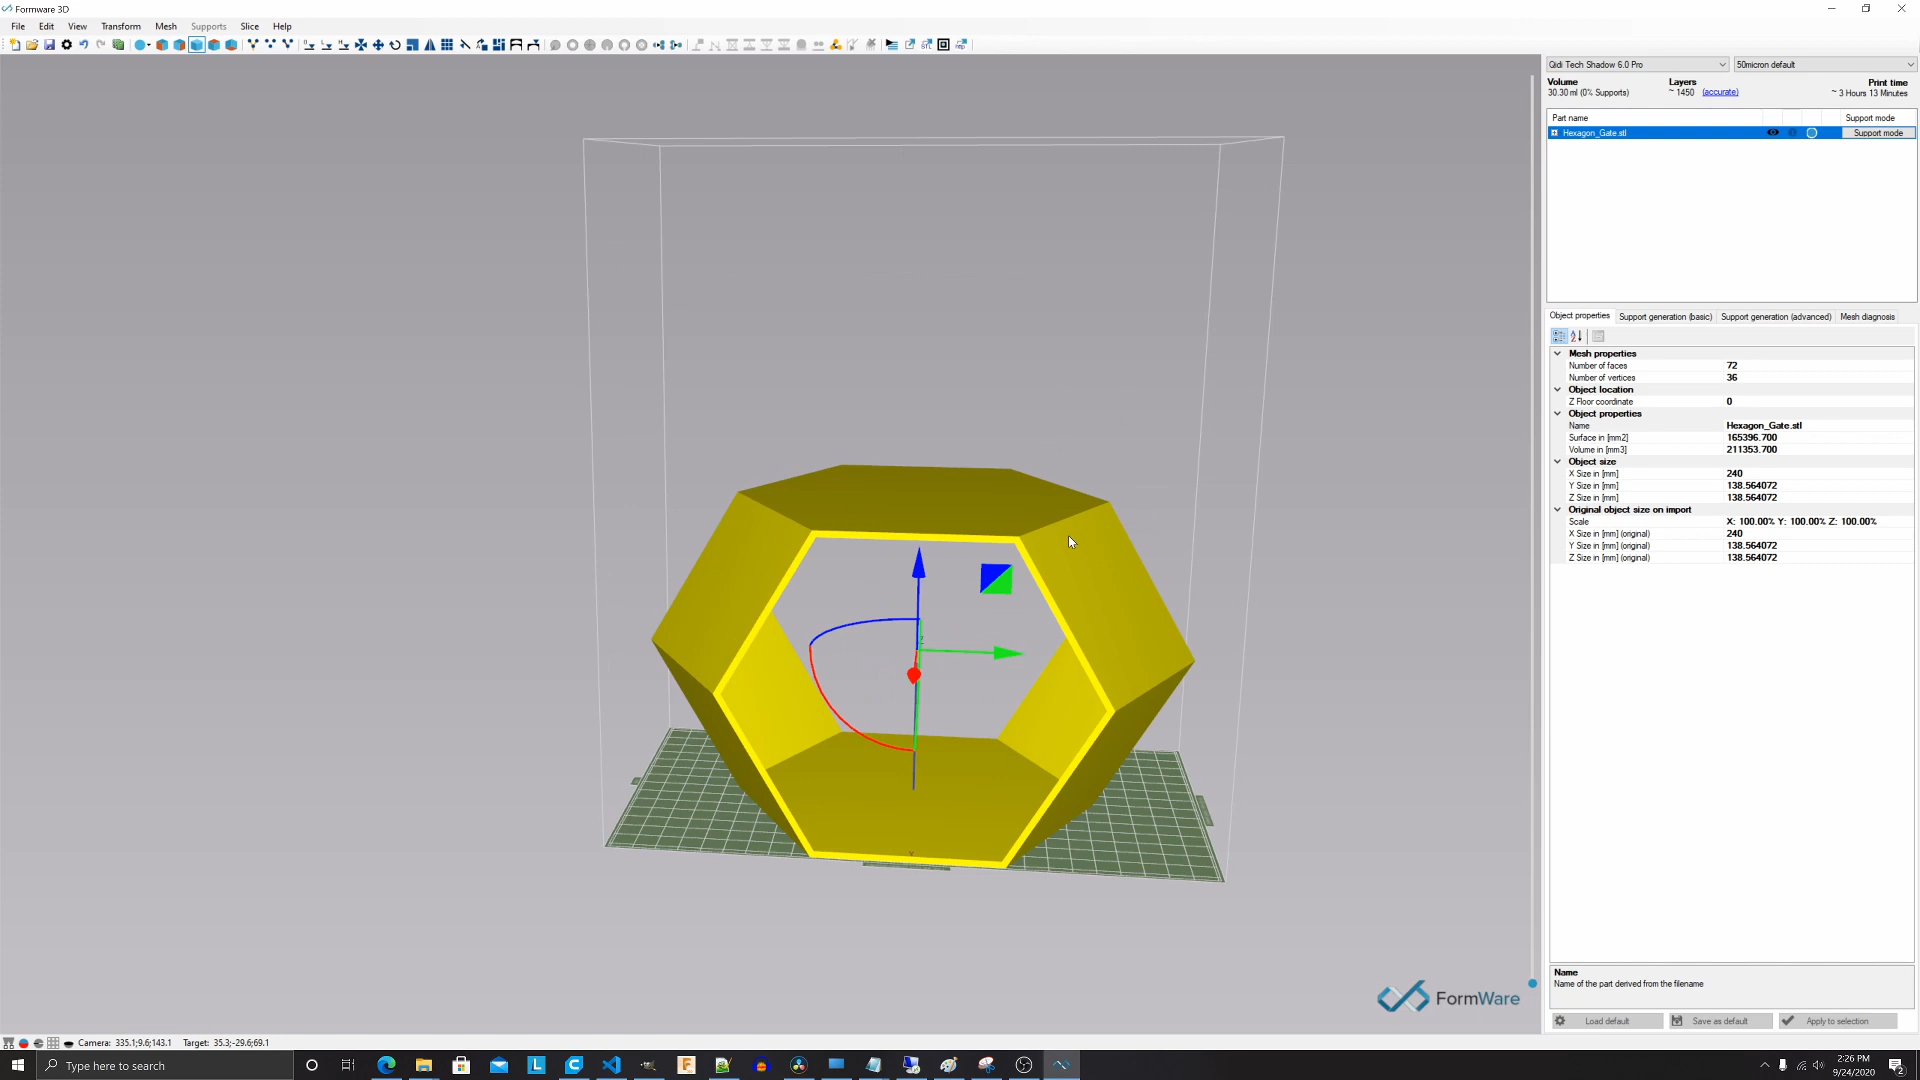 Formware 3D
File Edit View Transform Mesh Supports Slice Help
Qidi Tech Shadow 6.0 Pro 50micron default
Volume Layers Print time
30.30 ml (0% Supports) ~ 1450 (accurate) ~ 3 Hours 13 Minutes
Part name Support mode
Hexagon_Gate.stl Support mode
Object properties Support generation (basic) Support generation (advanced) Mesh diagnosis
Mesh properties
Number of faces 72
Number of vertices 36
Object location
Z Floor coordinate 0
Object properties
Name Hexagon_Gate.stl
Surface in [mm2] 165396.700
Volume in [mm3] 211353.700
Object size
X Size in [mm] 240
Y Size in [mm] 138.564072
Z Size in [mm] 138.564072
Original object size on import
Scale X: 100.00% Y: 100.00% Z: 100.00%
X Size in [mm] (original) 240
Y Size in [mm] (original) 138.564072
Z Size in [mm] (original) 138.564072
FormWare
Name
Name of the part derived from the filename
Load default Save as default Apply to selection
Camera: 335.1;9.6;143.1 Target: 35.3;-29.6;69.1
Type here to search
2:26 PM
9/24/2020
2